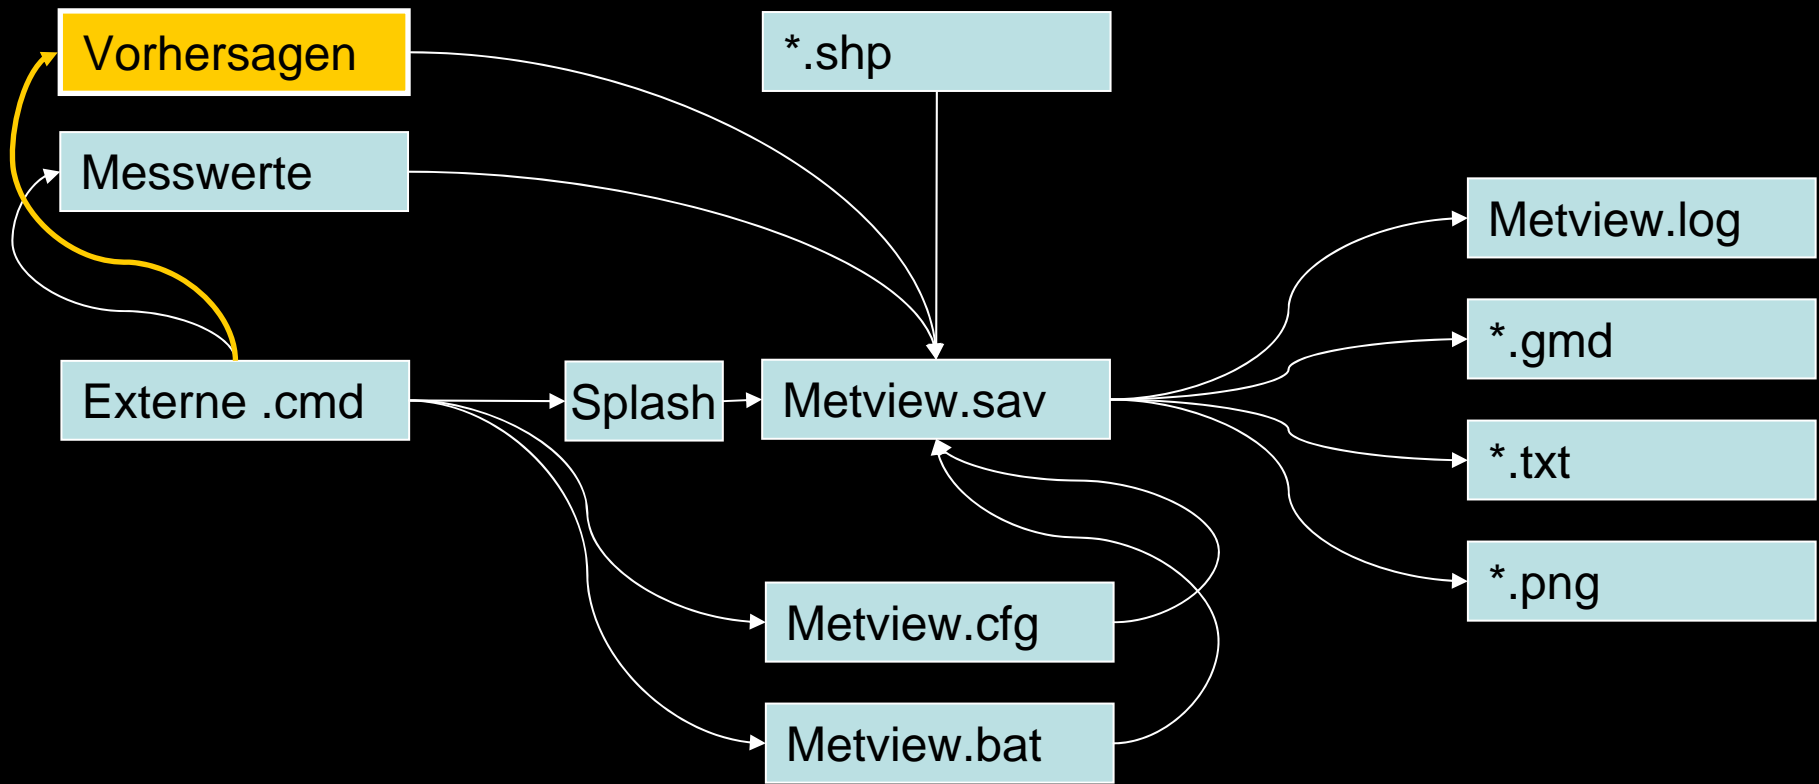 Vorhersagen
*.shp
Messwerte
Metview.log
*.gmd
Externe .cmd
Splash
Metview.sav
*.txt
*.png
Metview.cfg
Metview.bat